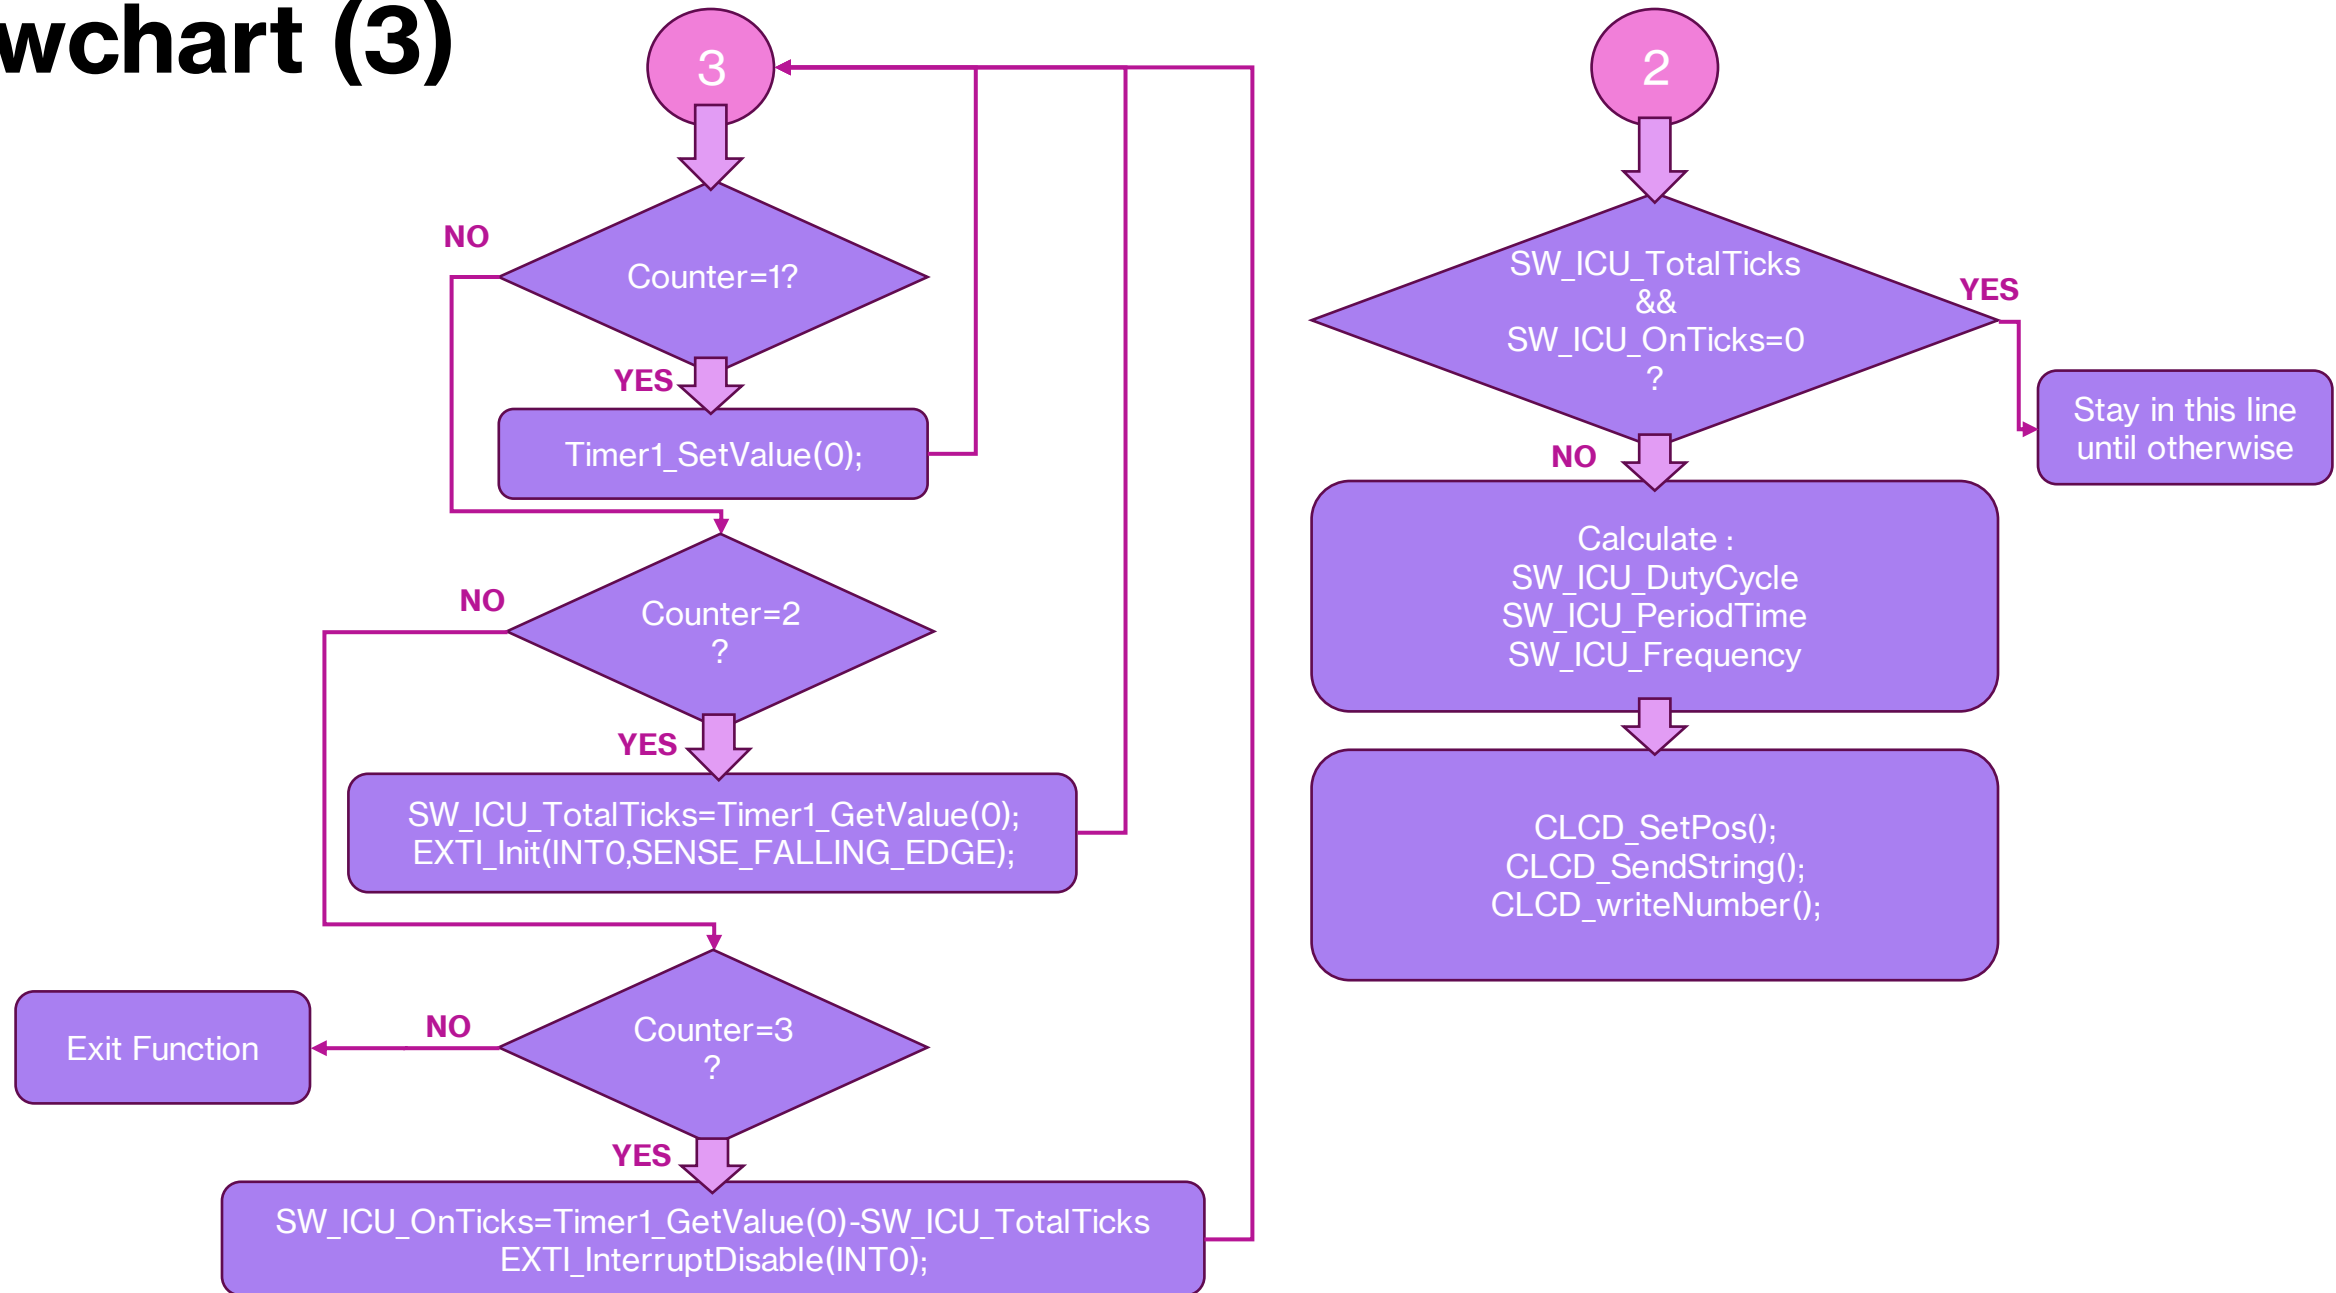 wchart (3)
3
NO
Counter=1?
YES
Timer1_SetValue(0);
NO
Counter=2
?
YES
SW_ICU_TotalTicks=Timer1_GetValue(0);
EXTI_Init(INT0,SENSE_FALLING_EDGE);
Exit Function
NO
Counter=3
?
YES
SW_ICU_OnTicks=Timer1_GetValue(0)-SW_ICU_TotalTicks
EXTI_InterruptDisable(INT0);
2
SW_ICU_TotalTicks
&&
SW_ICU_OnTicks=0
?
YES
Stay in this line
until otherwise
NO
Calculate :
SW_ICU_DutyCycle
SW_ICU_PeriodTime
SW_ICU_Frequency
CLCD_SetPos();
CLCD_SendString();
CLCD_writeNumber();